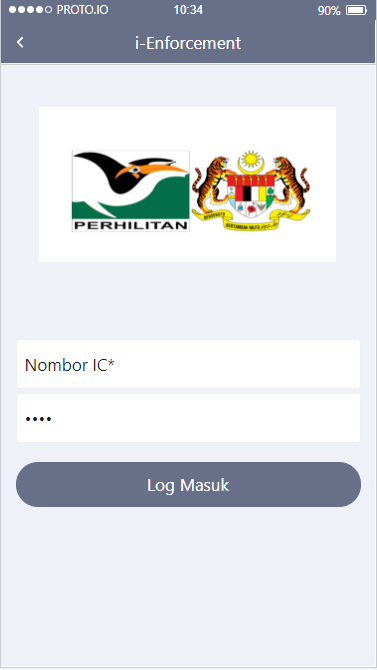 PROTO.IO 10:34 90%
i-Enforcement
PERHILITAN
Nombor IC*
••••
Log Masuk